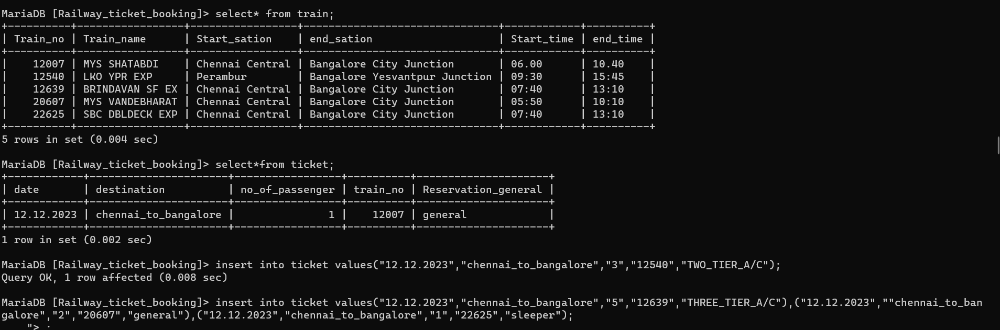 MariaDB [Railway_ticket_booking]> select* from train;
+----------+-----------------+-----------------+-------------------------------+------------+----------+
| Train_no | Train_name      | Start_sation    | end_sation                    | Start_time | end_time |
+----------+-----------------+-----------------+-------------------------------+------------+----------+
|    12007 | MYS SHATABDI    | Chennai Central | Bangalore City Junction       | 06.00      | 10.40    |
|    12540 | LKO YPR EXP     | Perambur        | Bangalore Yesvantpur Junction | 09:30      | 15:45    |
|    12639 | BRINDAVAN SF EX | Chennai Central | Bangalore City Junction       | 07:40      | 13:10    |
|    20607 | MYS VANDEBHARAT | Chennai Central | Bangalore City Junction       | 05:50      | 10:10    |
|    22625 | SBC DBLDECK EXP | Chennai Central | Bangalore City Junction       | 07:40      | 13:10    |
+----------+-----------------+-----------------+-------------------------------+------------+----------+
5 rows in set (0.004 sec)

MariaDB [Railway_ticket_booking]> select*from ticket;
+------------+----------------------+-----------------+----------+---------------------+
| date       | destination          | no_of_passenger | train_no | Reservation_general |
+------------+----------------------+-----------------+----------+---------------------+
| 12.12.2023 | chennai_to_bangalore |               1 |    12007 | general             |
+------------+----------------------+-----------------+----------+---------------------+
1 row in set (0.002 sec)

MariaDB [Railway_ticket_booking]> insert into ticket values("12.12.2023","chennai_to_bangalore","3","12540","TWO_TIER_A/C");
Query OK, 1 row affected (0.008 sec)

MariaDB [Railway_ticket_booking]> insert into ticket values("12.12.2023","chennai_to_bangalore","5","12639","THREE_TIER_A/C"),("12.12.2023",""chennai_to_ban
galore","2","20607","general"),("12.12.2023","chennai_to_bangalore","1","22625","sleeper");
    "> ;